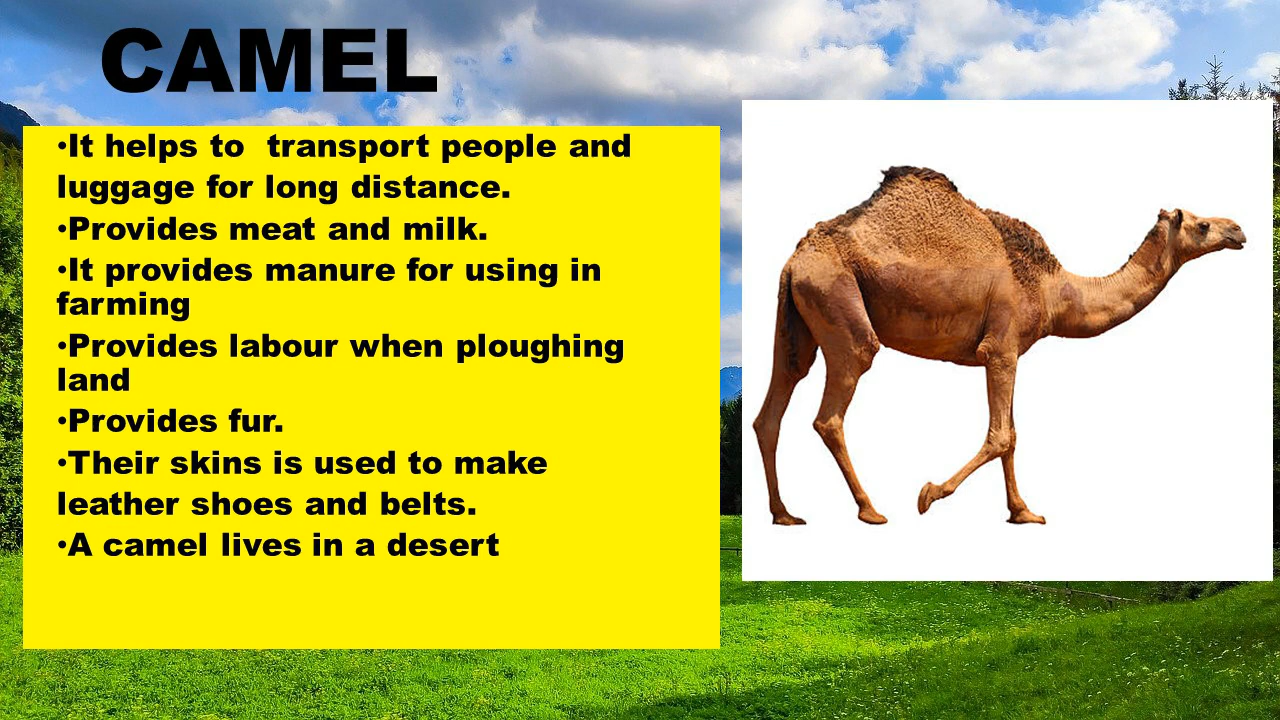 CAMEL
•It helps to  transport people and
luggage for long distance.
•Provides meat and milk.
•It provides manure for using in
farming
•Provides labour when ploughing
land
•Provides fur.
•Their skins is used to make
leather shoes and belts.
•A camel lives in a desert